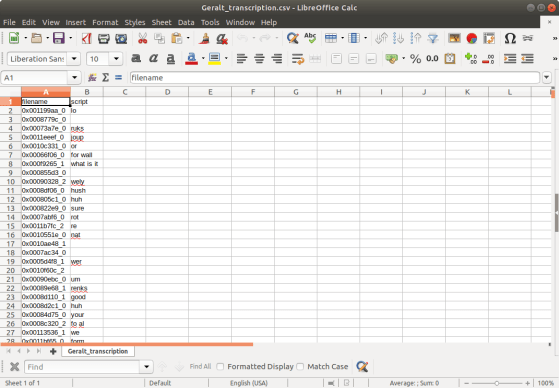 Geralt_transcription.csv - LibreOffice Calc
File Edit View Insert Format Styles Sheet Data Tools Window Help
Liberation Sans 10
A1 filename
A B C D E F G H I J K L
1 filename script
2 0x001199aa_0 lo
3 0x0008779c_0
4 0x00073a7e_0 ruks
5 0x0011eeef_0 joup
6 0x0010c331_0 or
7 0x00066f06_0 for wall
8 0x000f9265_1 what is it
9 0x000855d3_0
10 0x00090328_2 wely
11 0x0008df06_0 hush
12 0x000805c1_0 huh
13 0x000822e9_0 sure
14 0x0007abf6_0 rot
15 0x0011b7fc_2 re
16 0x0010551e_0 nat
17 0x0010ae48_1
18 0x0007ac34_0
19 0x0005d4f8_1 wer
20 0x0010f60c_2
21 0x00090ebc_0 um
22 0x00089e68_1 renks
23 0x0008d110_1 good
24 0x0008d2c1_0 huh
25 0x00084d75_0 your
26 0x0008c320_2 to al
27 0x00113536_1 we
28 0x0011bf65_0 form
Geralt_transcription
Find Find All Formatted Display Match Case
Sheet 1 of 1 Default English (USA) Average: ; Sum: 0 100%